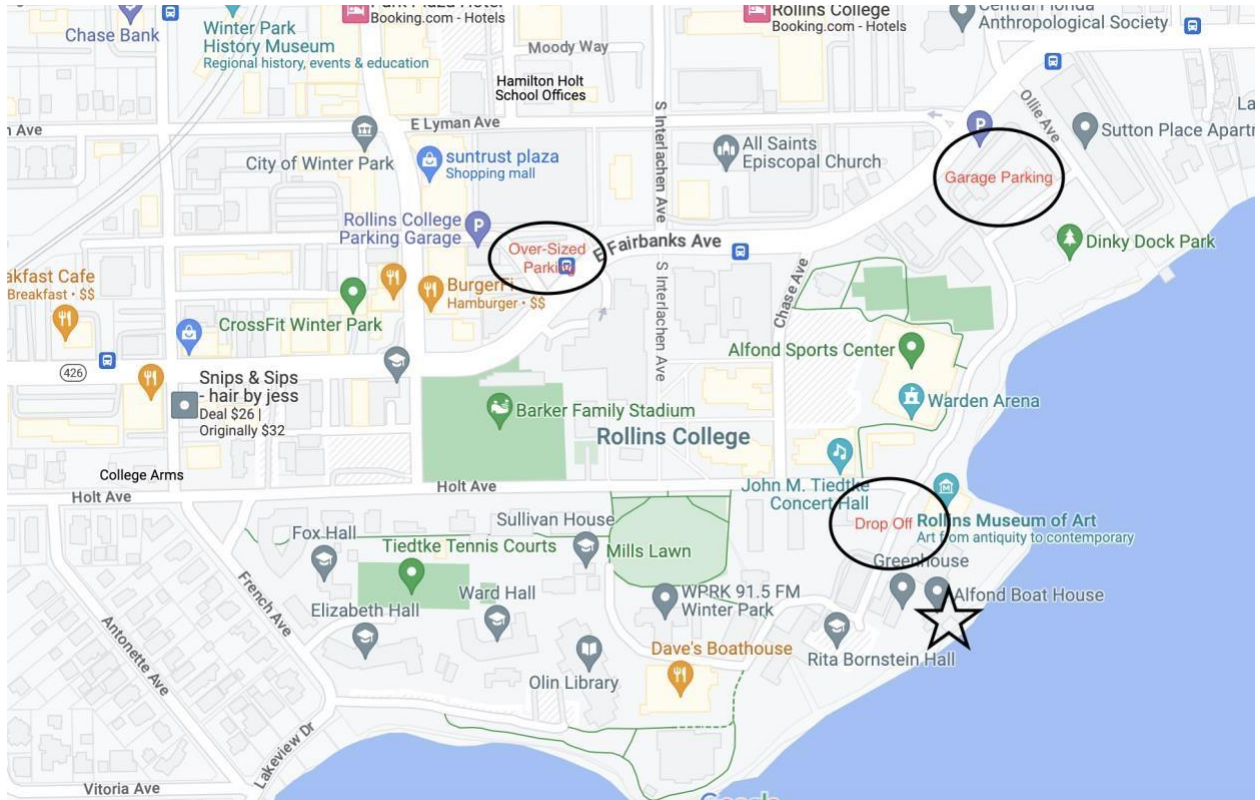 Park Plaza Hotel
Booking.com - Hotels
Rollins College
Booking.com - Hotels
Central Florida
Anthropological Society
Chase Bank
Winter Park
History Museum
Regional history, events & education
Moody Way
Hamilton Holt
School Offices
Ollie Ave
La
n Ave
E Lyman Ave
S Interlachen Ave
P
Sutton Place Apart
City of Winter Park
suntrust plaza
Shopping mall
All Saints
Episcopal Church
Garage Parking
Rollins College
Parking Garage
P
Over-Sized
Parking
E Fairbanks Ave
Dinky Dock Park
akfast Cafe
Breakfast • $$
BurgerFi
Hamburger • $$
S Interlachen Ave
Chase Ave
CrossFit Winter Park
Alfond Sports Center
426
Snips & Sips
- hair by jess
Deal $26 |
Originally $32
Barker Family Stadium
Warden Arena
Rollins College
College Arms
Holt Ave
Holt Ave
John M. Tiedtke
Concert Hall
Drop Off
Rollins Museum of Art
Art from antiquity to contemporary
Fox Hall
Sullivan House
Tiedtke Tennis Courts
Mills Lawn
Greenhouse
French Ave
Elizabeth Hall
Ward Hall
WPRK 91.5 FM
Winter Park
Alfond Boat House
Antonette Ave
Dave's Boathouse
Rita Bornstein Hall
Olin Library
Lakeview Dr
Vitoria Ave
Google